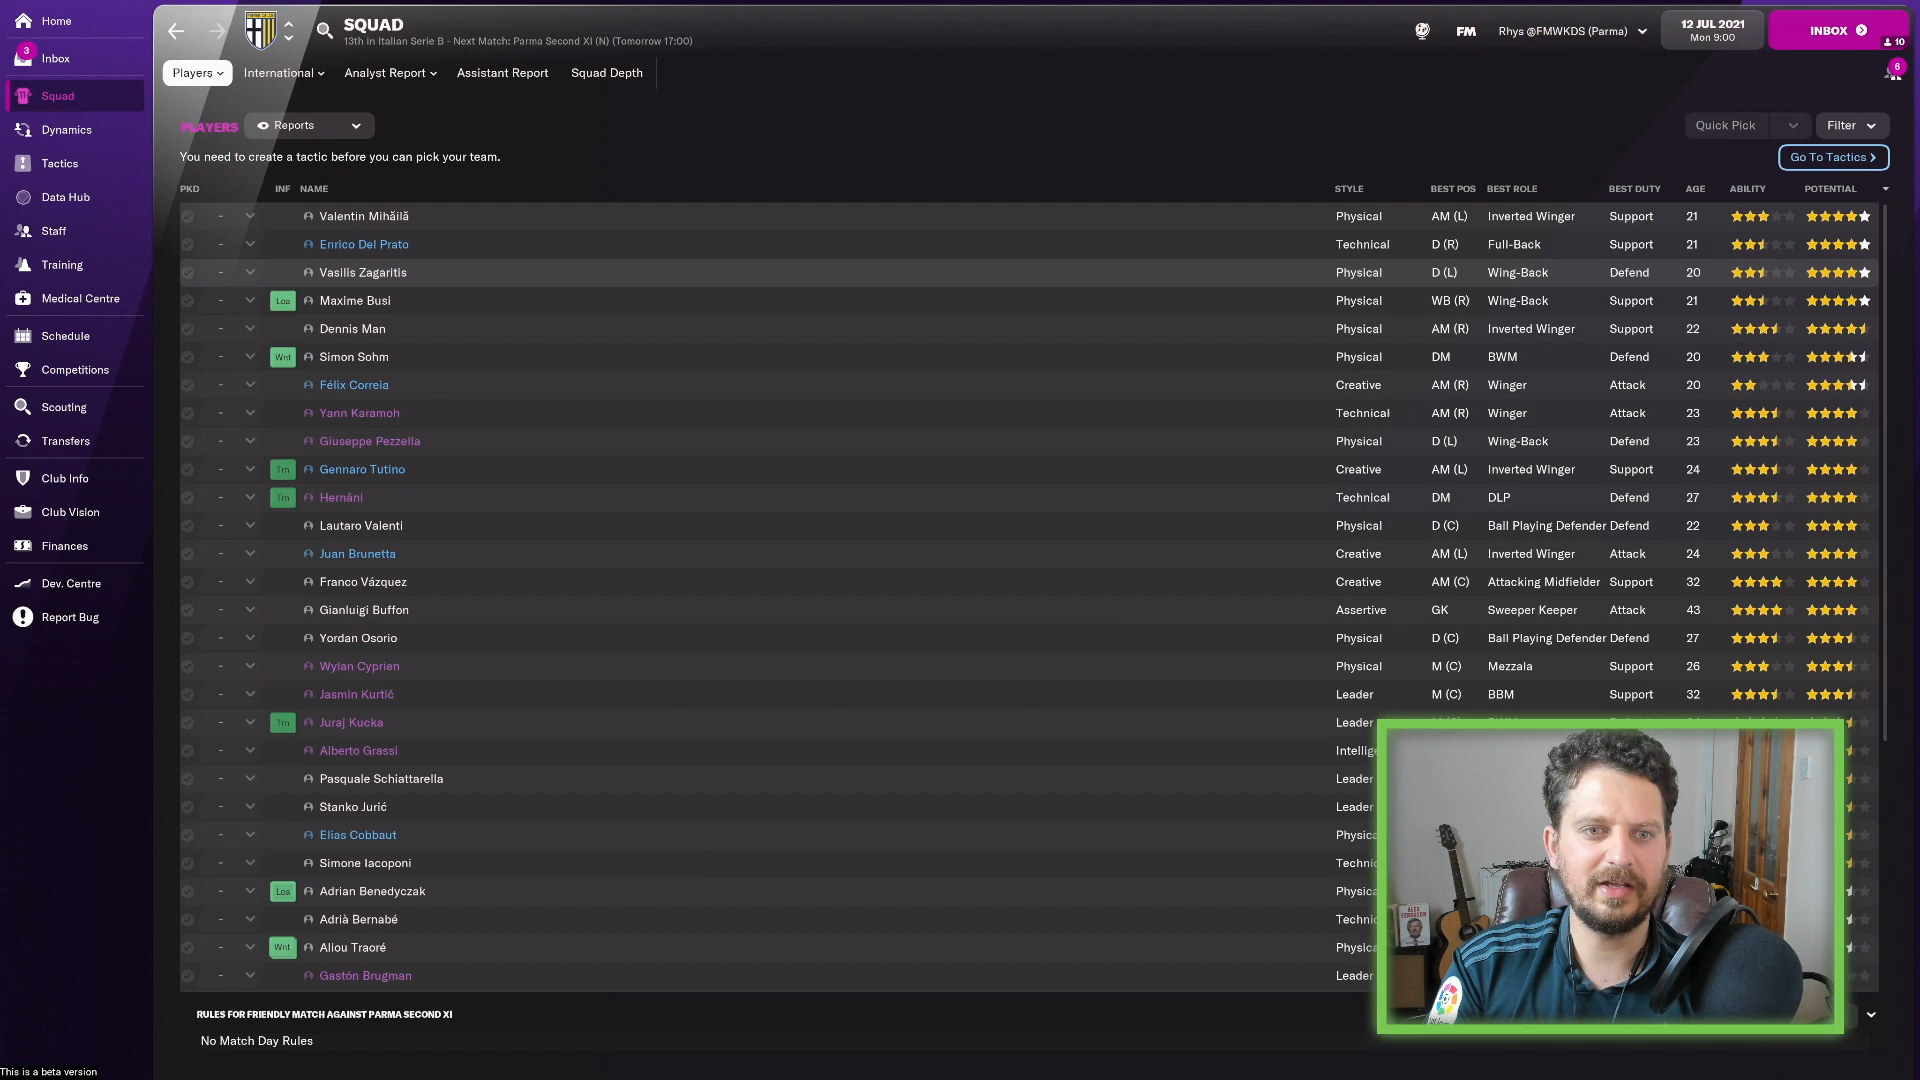 Home
3
Inbox
Squad
Dynamics
Tactics
Data Hub
Staff
Training
Medical Centre
Schedule
Competitions
Scouting
Transfers
Club Info
Club Vision
Finances
Dev. Centre
Report Bug
This is a beta version
SQUAD
13th in Italian Serie B - Next Match: Parma Second XI (N) (Tomorrow 17:00)
FM
Rhys @FMWKDS (Parma)
12 JUL 2021
Mon 9:00
INBOX
10
6
Players International Analyst Report Assistant Report Squad Depth
PLAYERS Reports Quick Pick Filter
You need to create a tactic before you can pick your team. Go To Tactics
PKD INF NAME STYLE BEST POS BEST ROLE BEST DUTY AGE ABILITY POTENTIAL
- Valentin Mihăilă Physical AM (L) Inverted Winger Support 21
- Enrico Del Prato Technical D (R) Full-Back Support 21
- Vasilis Zagaritis Physical D (L) Wing-Back Defend 20
- Loa Maxime Busi Physical WB (R) Wing-Back Support 21
- Dennis Man Physical AM (R) Inverted Winger Support 22
- Wnt Simon Sohm Physical DM BWM Defend 20
- Félix Correia Creative AM (R) Winger Attack 20
- Yann Karamoh Technical AM (R) Winger Attack 23
- Giuseppe Pezzella Physical D (L) Wing-Back Defend 23
- Trn Gennaro Tutino Creative AM (L) Inverted Winger Support 24
- Trn Hernâni Technical DM DLP Defend 27
- Lautaro Valenti Physical D (C) Ball Playing Defender Defend 22
- Juan Brunetta Creative AM (L) Inverted Winger Attack 24
- Franco Vázquez Creative AM (C) Attacking Midfielder Support 32
- Gianluigi Buffon Assertive GK Sweeper Keeper Attack 43
- Yordan Osorio Physical D (C) Ball Playing Defender Defend 27
- Wylan Cyprien Physical M (C) Mezzala Support 26
- Jasmin Kurtič Leader M (C) BBM Support 32
- Trn Juraj Kucka Leader
- Alberto Grassi Intellige
- Pasquale Schiattarella Leader
- Stanko Jurić Leader
- Elias Cobbaut Physica
- Simone Iacoponi Technic
- Loa Adrian Benedyczak Physica
- Adrià Bernabé Technic
- Wnt Aliou Traoré Physica
- Gastón Brugman Leader
ALEX
FERGUSON
RULES FOR FRIENDLY MATCH AGAINST PARMA SECOND XI
No Match Day Rules